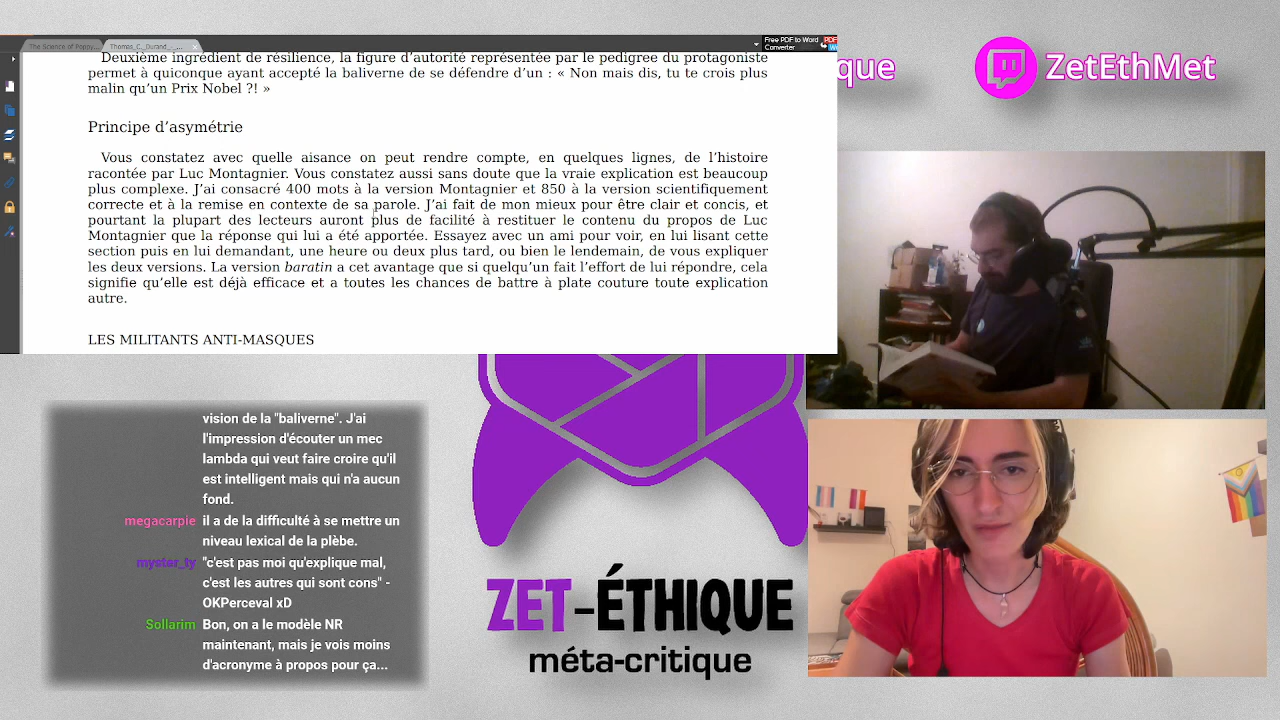 The Science of Poppy...
Thomas_C._Durand_-_...
Free PDF to Word
Converter
PDF
Deuxième ingrédient de résilience, la figure d’autorité représentée par le pedigree du protagoniste
permet à quiconque ayant accepté la baliverne de se défendre d’un : « Non mais dis, tu te crois plus
malin qu’un Prix Nobel ?! »
Principe d’asymétrie
Vous constatez avec quelle aisance on peut rendre compte, en quelques lignes, de l’histoire
racontée par Luc Montagnier. Vous constatez aussi sans doute que la vraie explication est beaucoup
plus complexe. J’ai consacré 400 mots à la version Montagnier et 850 à la version scientifiquement
correcte et à la remise en contexte de sa parole. J’ai fait de mon mieux pour être clair et concis, et
pourtant la plupart des lecteurs auront plus de facilité à restituer le contenu du propos de Luc
Montagnier que la réponse qui lui a été apportée. Essayez avec un ami pour voir, en lui lisant cette
section puis en lui demandant, une heure ou deux plus tard, ou bien le lendemain, de vous expliquer
les deux versions. La version baratin a cet avantage que si quelqu’un fait l’effort de lui répondre, cela
signifie qu’elle est déjà efficace et a toutes les chances de battre à plate couture toute explication
autre.
LES MILITANTS ANTI-MASQUES
que
ZetEthMet
vision de la "baliverne". J'ai
l'impression d'écouter un mec
lambda qui veut faire croire qu'il
est intelligent mais qui n'a aucun
fond.
megacarpie il a de la difficulté à se mettre un
niveau lexical de la plèbe.
myster_ty "c'est pas moi qu'explique mal,
c'est les autres qui sont cons" -
OKPerceval xD
Sollarim Bon, on a le modèle NR
maintenant, mais je vois moins
d'acronyme à propos pour ça...
ZET-ÉTHIQUE
méta-critique